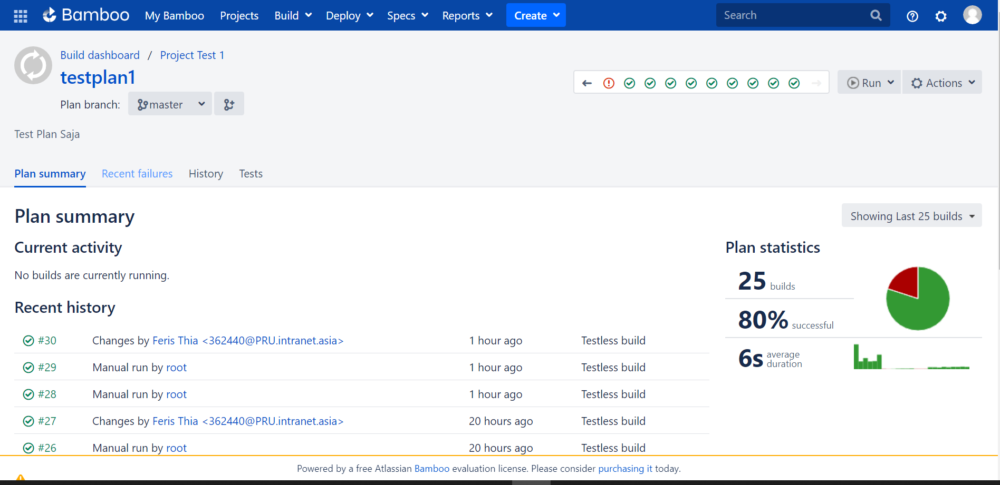 Bamboo My Bamboo Projects Build Deploy Specs Reports Create Search
Build dashboard / Project Test 1
testplan1
Run Actions
Plan branch: master
Test Plan Saja
Plan summary Recent failures History Tests
Plan summary
Showing Last 25 builds
Current activity
No builds are currently running.
Recent history
#30 Changes by Feris Thia <362440@PRU.intranet.asia> 1 hour ago Testless build
#29 Manual run by root 1 hour ago Testless build
#28 Manual run by root 1 hour ago Testless build
#27 Changes by Feris Thia <362440@PRU.intranet.asia> 20 hours ago Testless build
#26 Manual run by root 20 hours ago Testless build
Plan statistics
25 builds
80% successful
6s average
duration
Powered by a free Atlassian Bamboo evaluation license. Please consider purchasing it today.